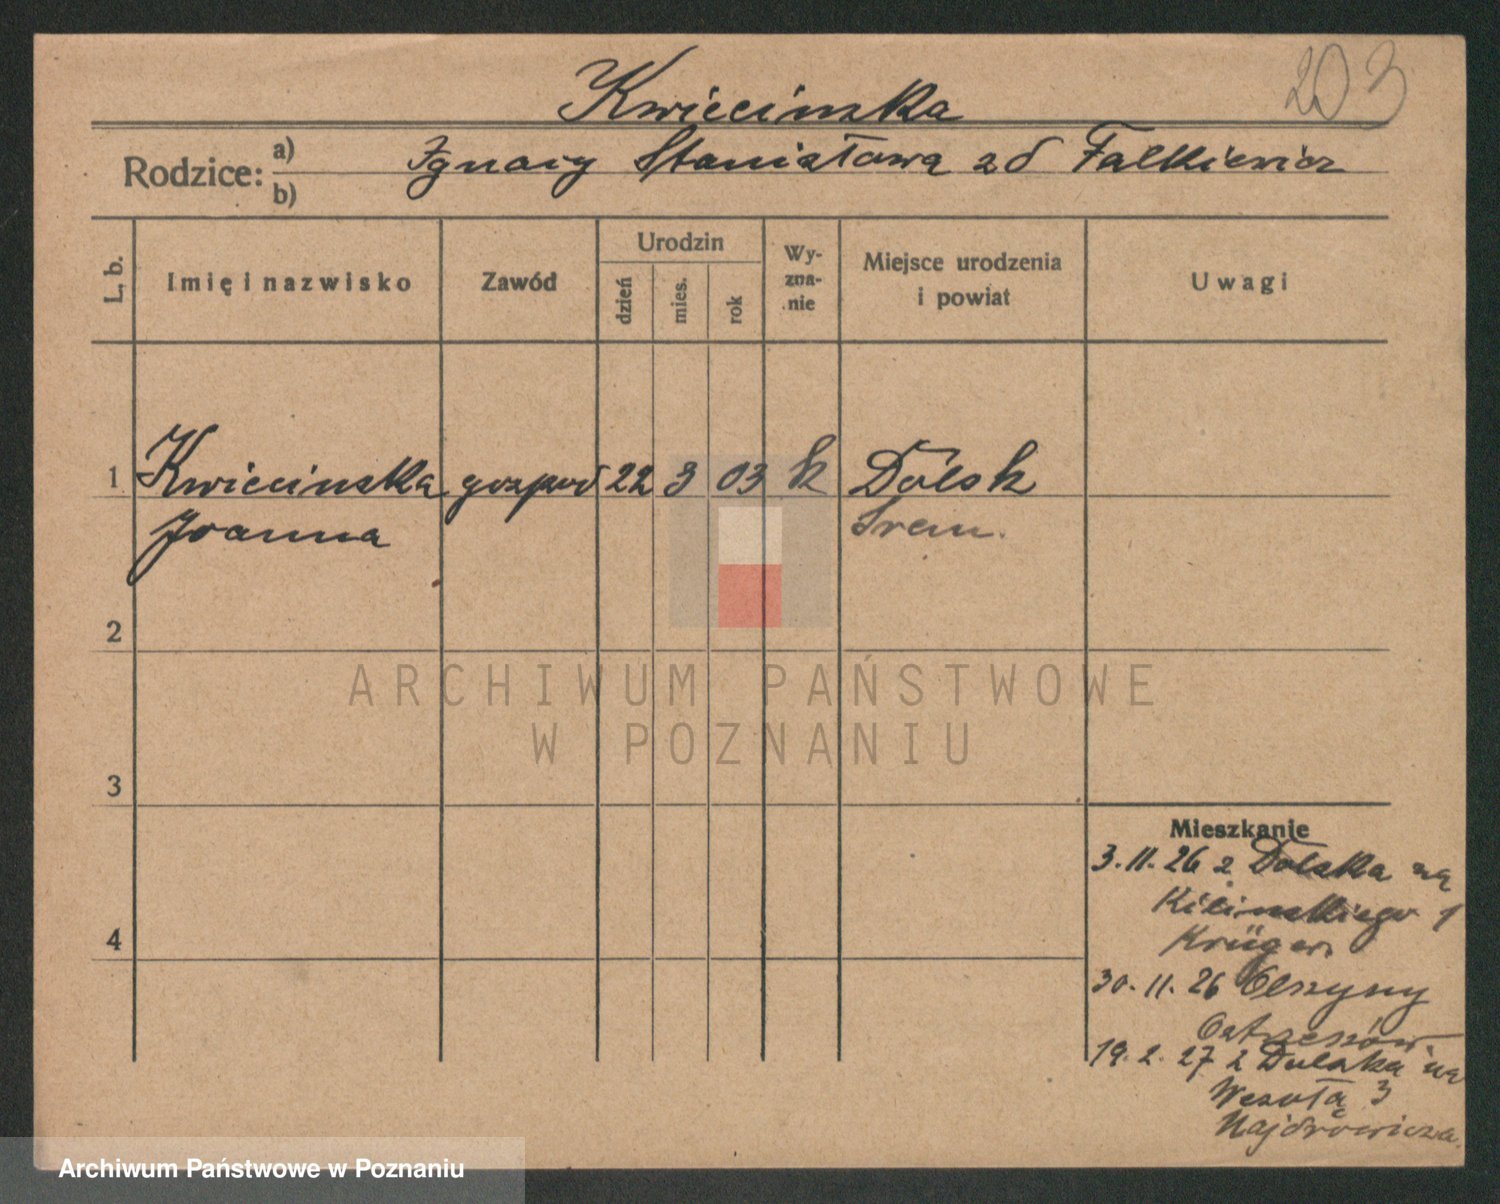 203
Kwiecinska
Rodzice: a) b)
Ignacy Stanisława zd Falkiewicz
L. b.
Imię i nazwisko
Zawód
Urodzin
dzień
mies.
rok
Wy-
zna-
nie
Miejsce urodzenia
i powiat
Uwagi
1 Kwiecinska gospod 22 3 03 k Dolsk
Joanna Srem.
2
3
4
Mieszkanie
3.11.26 z Dolska na
Kilinskiego 1
Krüger
30.11.26 Olszyny
Ostrzeszów
19.2.27 z Dolska na
Wesołą 3
ARCHIWUM PAŃSTWOWE
W POZNANIU
Archiwum Państwowe w Poznaniu